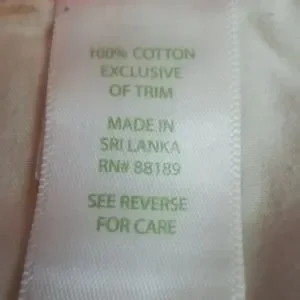 100% COTTON
EXCLUSIVE
OF TRIM
MADE IN
SRI LANKA
RN# 88189
SEE REVERSE
FOR CARE